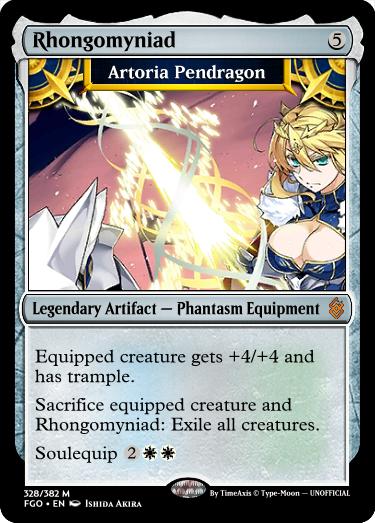 Rhongomyniad 5
Artoria Pendragon
Legendary Artifact — Phantasm Equipment
Equipped creature gets +4/+4 and
has trample.
Sacrifice equipped creature and
Rhongomyniad: Exile all creatures.
Soulequip 2
328/382 M
FGO • EN Ishida Akira
By TimeAxis © Type-Moon — UNOFFICIAL